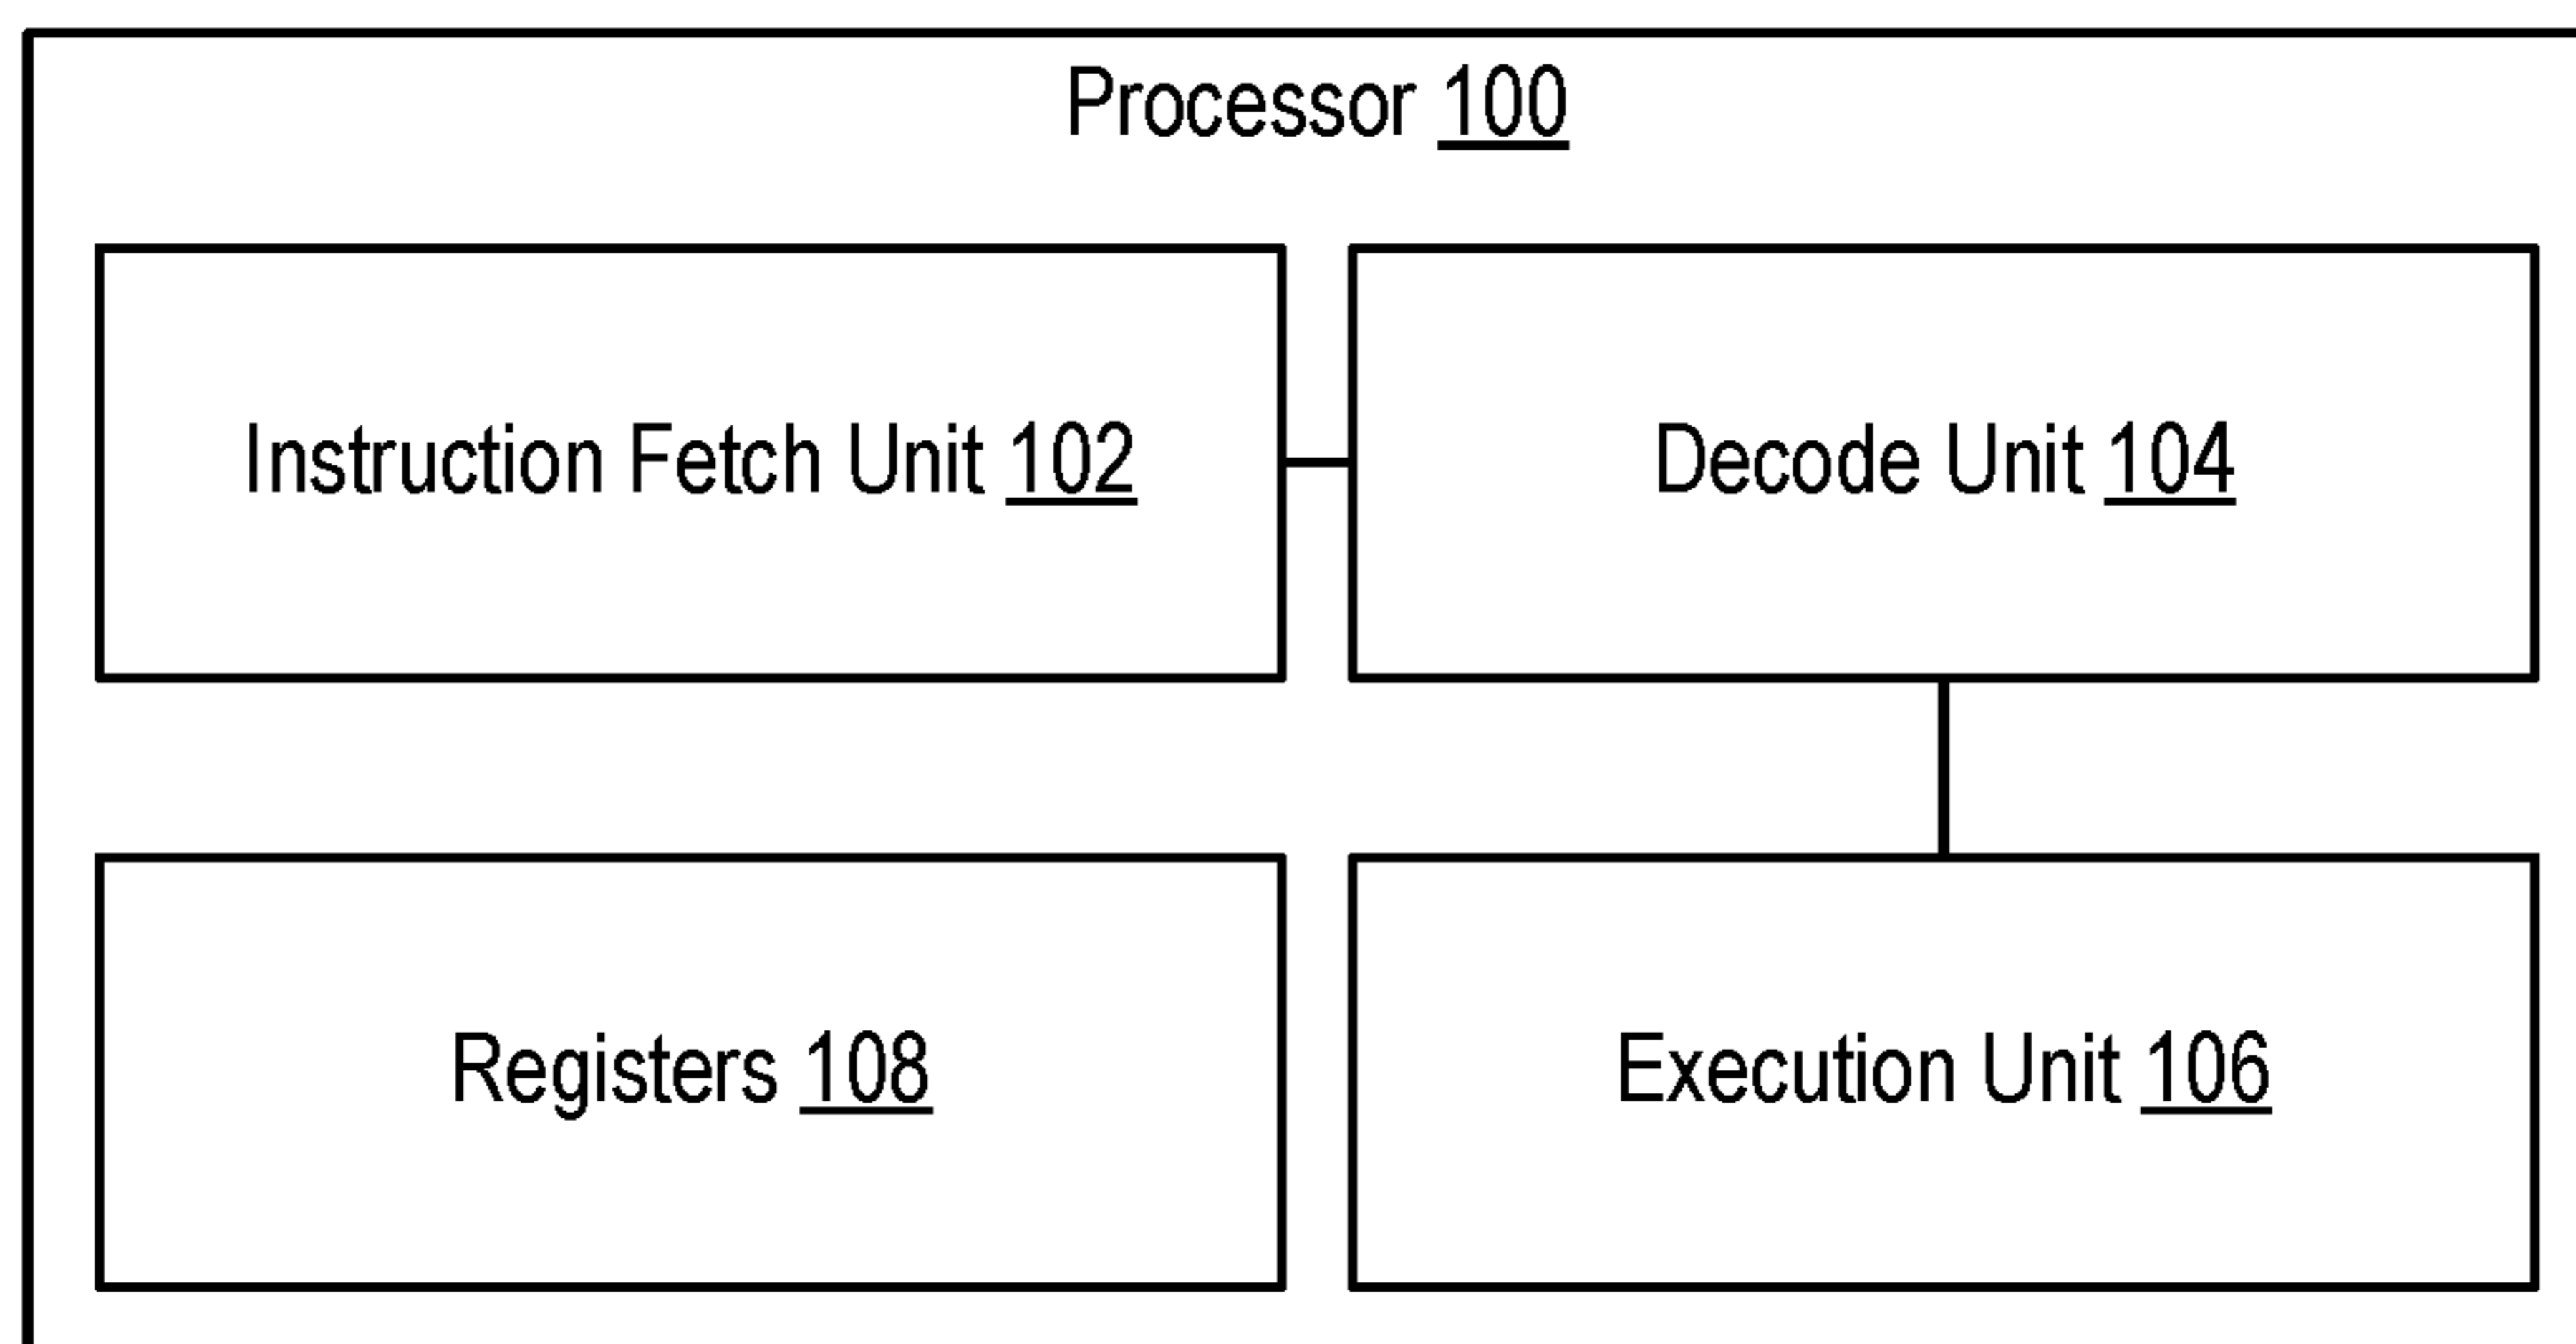 Processor 100
Instruction Fetch Unit 102
Decode Unit 104
Registers 108
Execution Unit 106